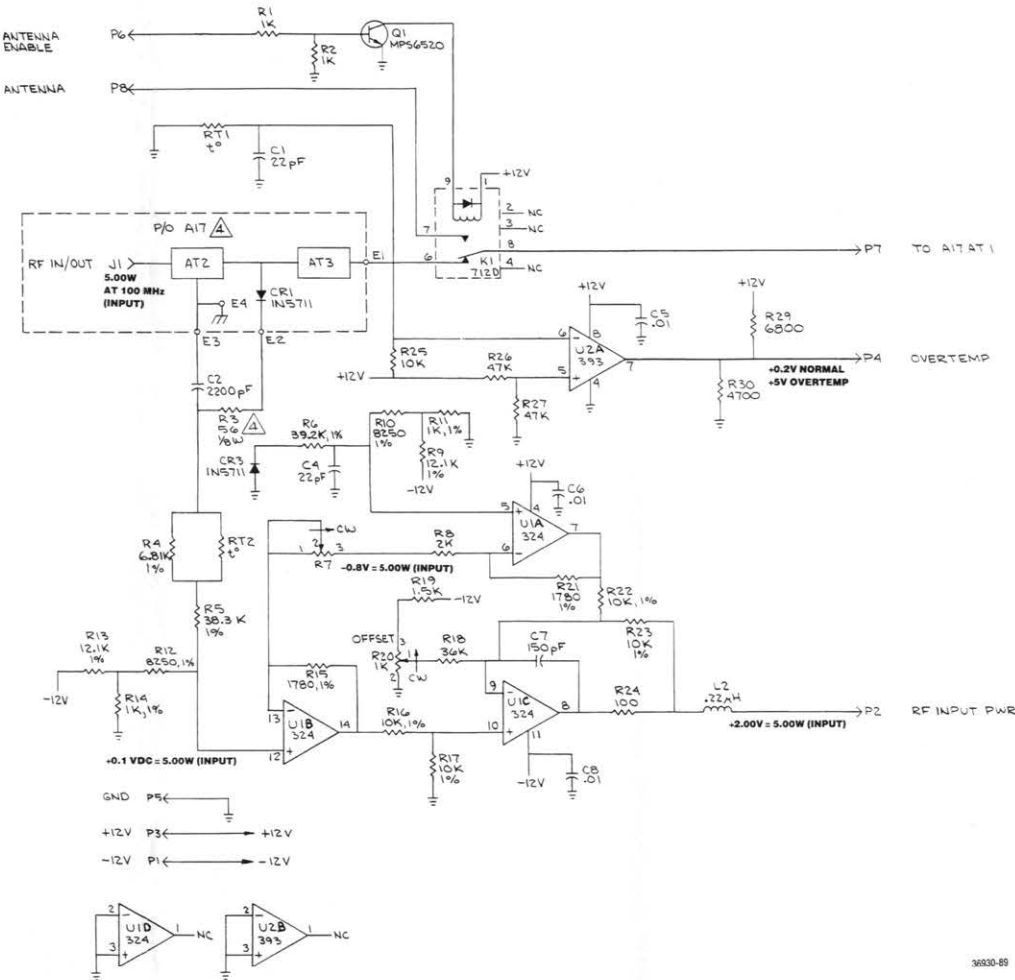 ANTENNA ENABLE P6
R1
1K
R2
1K
Q1
MPS6520
ANTENNA P8
RT1
t°
C1
22pF
+12V
9 1
2 NC
3 NC
7
6
8
4 NC
K1
712D
P7 TO A17AT1
P/O A17 4
RF IN/OUT J1
5.00W
AT 100 MHz
(INPUT)
AT2
AT3
E1
CR1
1N5711
E4
E3
E2
C2
2200pF
R3
56
1/8W
4
R25
10K
+12V
R26
47K
R27
47K
+12V
C5
.01
6 -
5 +
8
4
7
U2A
393
+12V
R29
6800
R30
4700
P4 OVERTEMP
+0.2V NORMAL
+5V OVERTEMP
R6
39.2K,1%
CR3
1N5711
C4
22pF
R10
8250
1%
R11
1K,1%
R9
12.1K
1%
-12V
+12V
C6
.01
5 +
6 -
4
7
U1A
324
R4
6.81K
1%
RT2
t°
R5
38.3K
1%
CW
1 2 3
R7
-0.8V = 5.00W (INPUT)
R8
2K
R21
1780
1%
R22
10K,1%
R23
10K
1%
R19
1.5K
-12V
OFFSET
3
R20
1K
2
1
CW
R18
36K
C7
150pF
R13
12.1K
1%
R12
8250,1%
-12V
R14
1K,1%
R15
1780,1%
13 -
12 +
14
U1B
324
R16
10K,1%
R17
10K
1%
9 -
10 +
8
11
U1C
324
-12V
C8
.01
R24
100
L2
.22µH
P2 RF INPUT PWR
+2.00V = 5.00W (INPUT)
+0.1 VDC = 5.00W (INPUT)
GND P5
+12V P3 +12V
-12V P1 -12V
2 -
3 +
U1D
324
1 NC
2 -
3 +
U2B
393
1 NC
36930-89